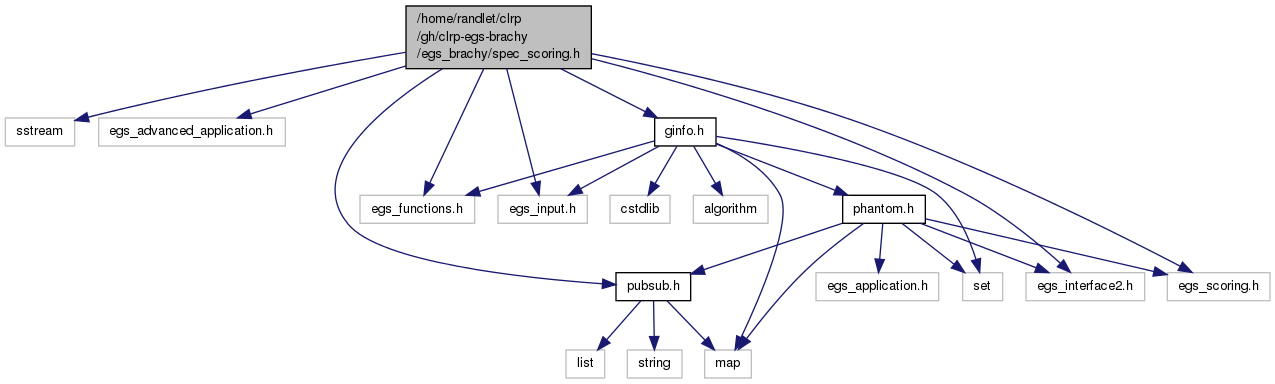 /home/randlet/clrp
/gh/clrp-egs-brachy
/egs_brachy/spec_scoring.h
sstream
egs_advanced_application.h
ginfo.h
egs_functions.h
egs_input.h
cstdlib
algorithm
phantom.h
pubsub.h
egs_application.h
set
egs_interface2.h
egs_scoring.h
list
string
map